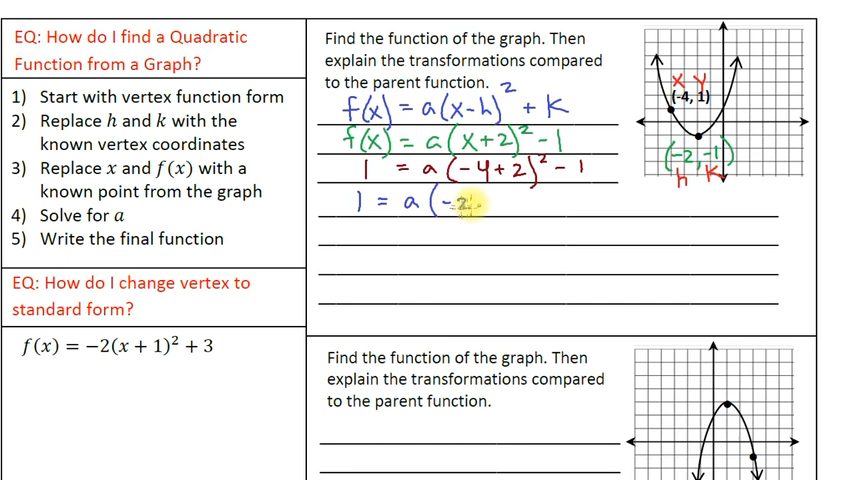 EQ: How do I find a Quadratic
Function from a Graph?
1) Start with vertex function form
2) Replace h and k with the
known vertex coordinates
3) Replace x and f(x) with a
known point from the graph
4) Solve for a
5) Write the final function
EQ: How do I change vertex to
standard form?
f(x) = −2(x + 1)² + 3
Find the function of the graph. Then
explain the transformations compared
to the parent function.
f(x) = a(x-h)² + k
f(x) = a(x+2)² - 1
1 = a(-4+2)² - 1
1 = a(-2
x y
(-4, 1)
(-2, -1)
h k
Find the function of the graph. Then
explain the transformations compared
to the parent function.